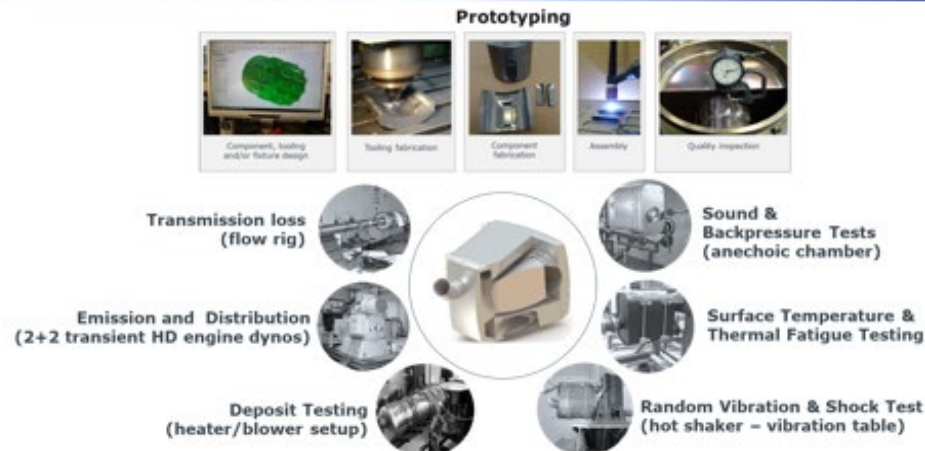 Prototyping
Component, tooling
and/or fixture design
Tooling fabrication
Component
fabrication
Assembly
Quality inspection
Transmission loss
(flow rig)
Sound &
Backpressure Tests
(anechoic chamber)
Emission and Distribution
(2+2 transient HD engine dynos)
Surface Temperature &
Thermal Fatigue Testing
Deposit Testing
(heater/blower setup)
Random Vibration & Shock Test
(hot shaker – vibration table)